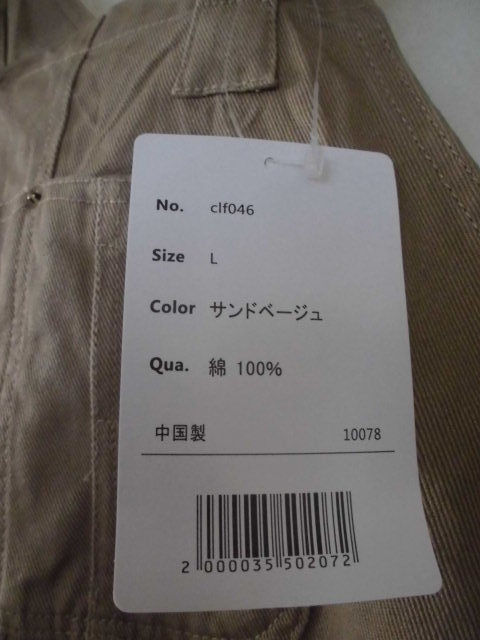 No. clf046
Size L
Color サンドベージュ
Qua. 綿 100%
中国製 10078
2 000035 502072